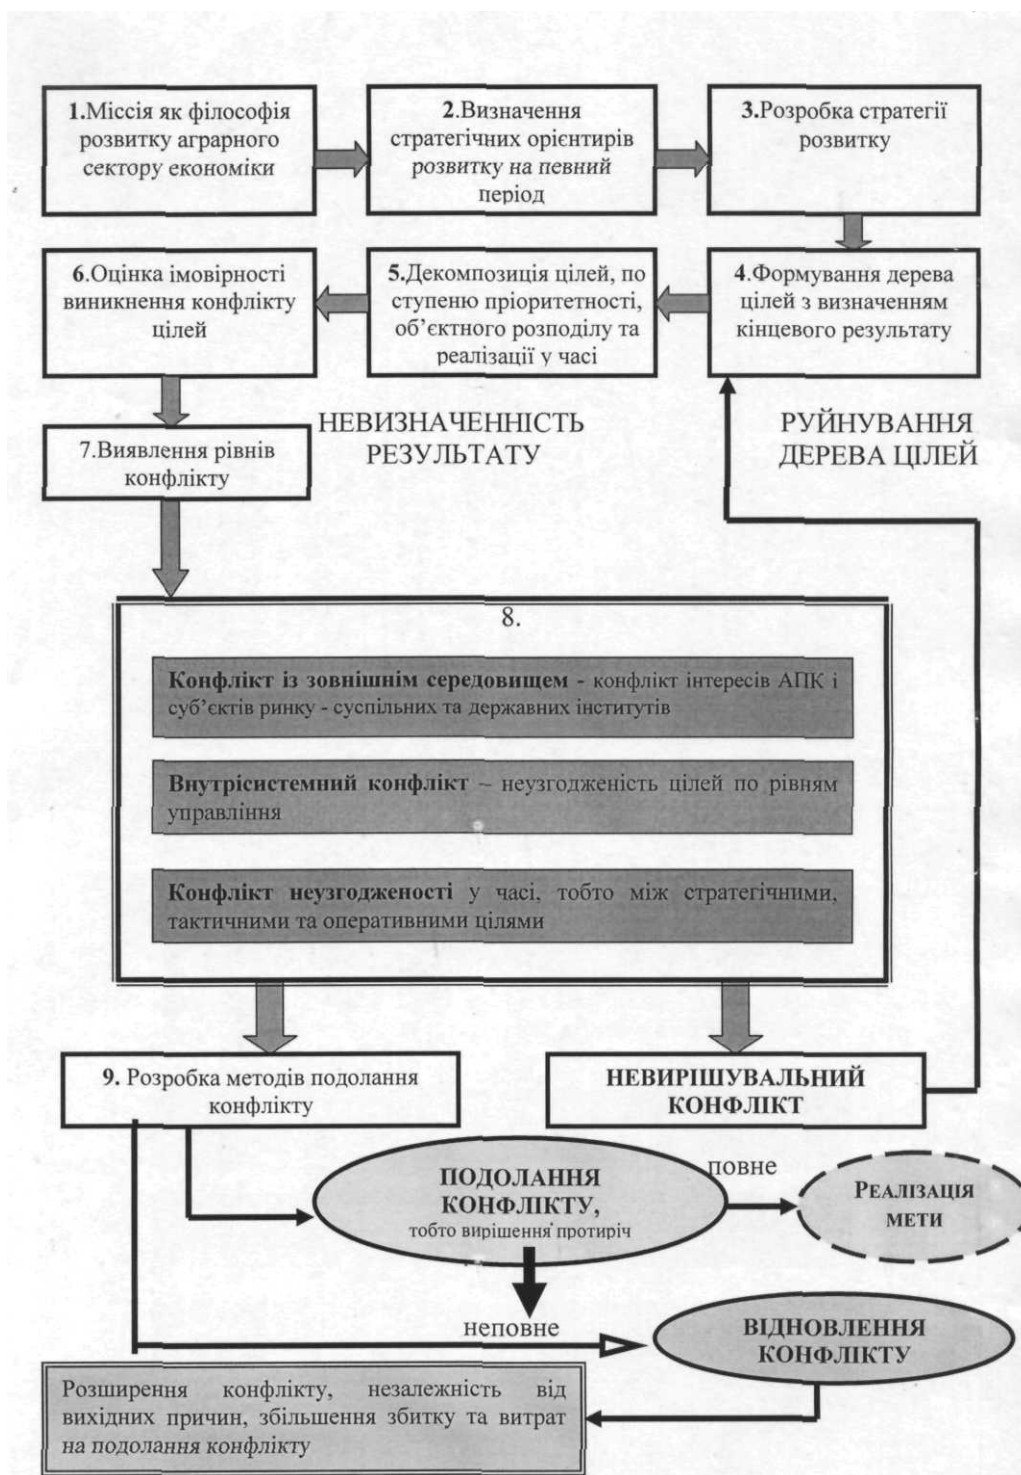 1.Міссія як філософія
розвитку аграрного
сектору економіки
2.Визначення
стратегічних орієнтирів
розвитку на певний
період
3.Розробка стратегії
розвитку
6.Оцінка імовірності
виникнення конфлікту
цілей
5.Декомпозиція цілей, по
ступеню пріоритетності,
об’єктного розподілу та
реалізації у часі
4.Формування дерева
цілей з визначенням
кінцевого результату
НЕВИЗНАЧЕННІСТЬ
РЕЗУЛЬТАТУ
РУЙНУВАННЯ
ДЕРЕВА ЦІЛЕЙ
7.Виявлення рівнів
конфлікту
8.
Конфлікт із зовнішнім середовищем - конфлікт інтересів АПК і
суб’єктів ринку - суспільних та державних інститутів
Внутрісистемний конфлікт – неузгодженість цілей по рівням
управління
Конфлікт неузгодженості у часі, тобто між стратегічними,
тактичними та оперативними цілями
9. Розробка методів подолання
конфлікту
НЕВИРІШУВАЛЬНИЙ
КОНФЛІКТ
ПОДОЛАННЯ
КОНФЛІКТУ,
тобто вирішення протиріч
повне
РЕАЛІЗАЦІЯ
МЕТИ
неповне
ВІДНОВЛЕННЯ
КОНФЛІКТУ
Розширення конфлікту, незалежність від
вихідних причин, збільшення збитку та витрат
на подолання конфлікту